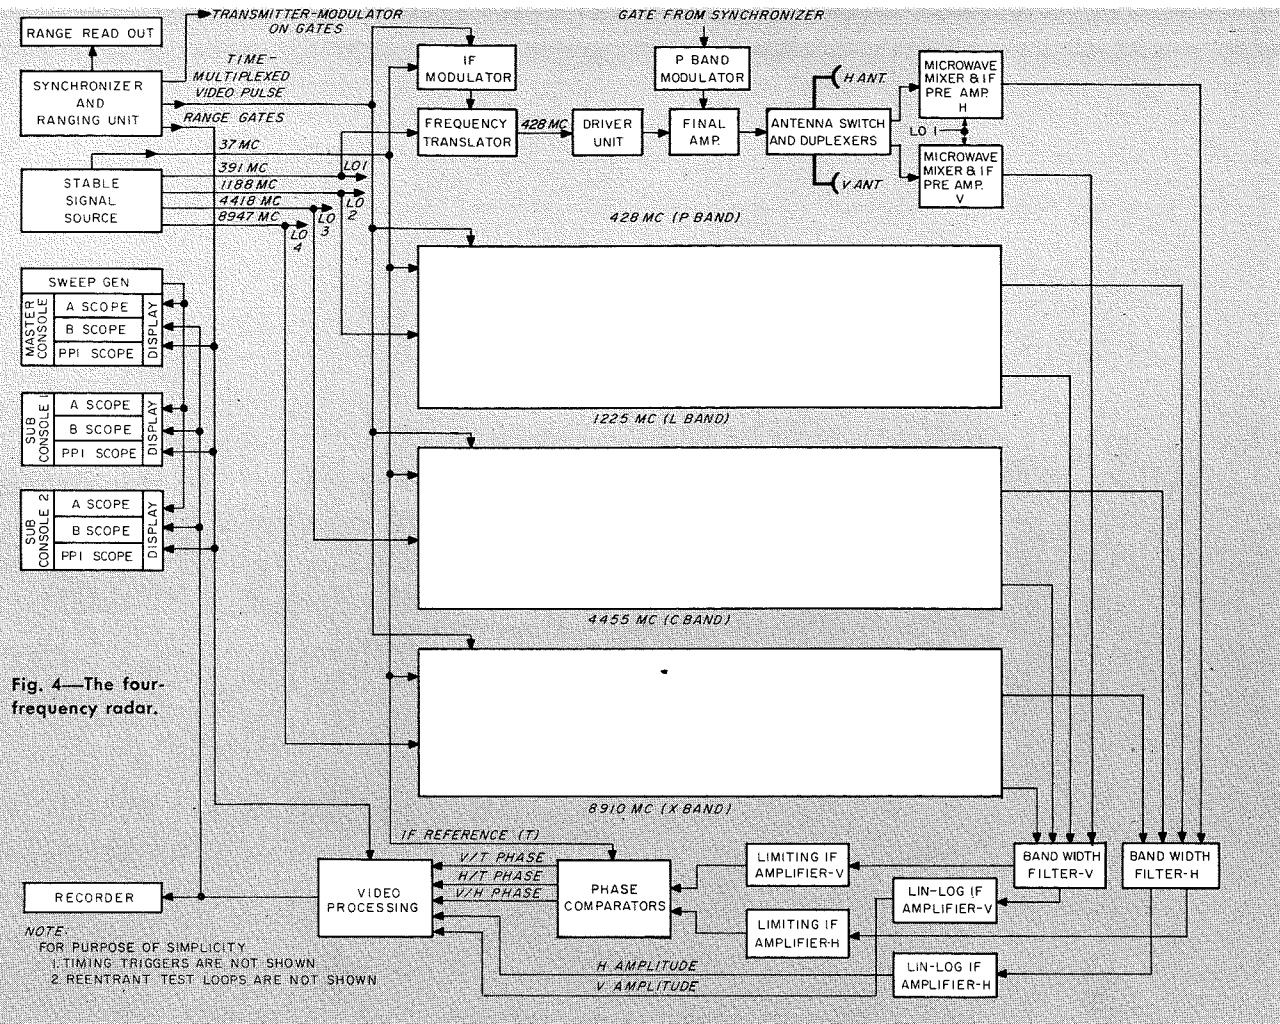 RANGE READ OUT
SYNCHRONIZER
AND
RANGING UNIT
TRANSMITTER-MODULATOR
ON GATES
TIME-
MULTIPLEXED
VIDEO PULSE
RANGE GATES
37 MC
391 MC
1188 MC
4418 MC
8947 MC
LO1
LO
2
LO
3
LO
4
STABLE
SIGNAL
SOURCE
GATE FROM SYNCHRONIZER
IF
MODULATOR
P BAND
MODULATOR
FREQUENCY
TRANSLATOR
428 MC
DRIVER
UNIT
FINAL
AMP.
ANTENNA SWITCH
AND DUPLEXERS
H ANT
V ANT
MICROWAVE
MIXER & IF
PRE AMP.
H
LO 1
MICROWAVE
MIXER & IF
PRE AMP.
V
428 MC (P BAND)
1225 MC (L BAND)
4455 MC (C BAND)
8910 MC (X BAND)
SWEEP GEN
MASTER
CONSOLE
A SCOPE
B SCOPE
PPI SCOPE
DISPLAY
SUB
CONSOLE 1
A SCOPE
B SCOPE
PPI SCOPE
DISPLAY
SUB
CONSOLE 2
A SCOPE
B SCOPE
PPI SCOPE
DISPLAY
Fig. 4—The four-
frequency radar.
IF REFERENCE (T)
V/T PHASE
H/T PHASE
V/H PHASE
VIDEO
PROCESSING
PHASE
COMPARATORS
LIMITING IF
AMPLIFIER-V
LIMITING IF
AMPLIFIER-H
LIN-LOG IF
AMPLIFIER-V
LIN-LOG IF
AMPLIFIER-H
BAND WIDTH
FILTER-V
BAND WIDTH
FILTER-H
H AMPLITUDE
V AMPLITUDE
RECORDER
NOTE:
FOR PURPOSE OF SIMPLICITY
1. TIMING TRIGGERS ARE NOT SHOWN
2. REENTRANT TEST LOOPS ARE NOT SHOWN